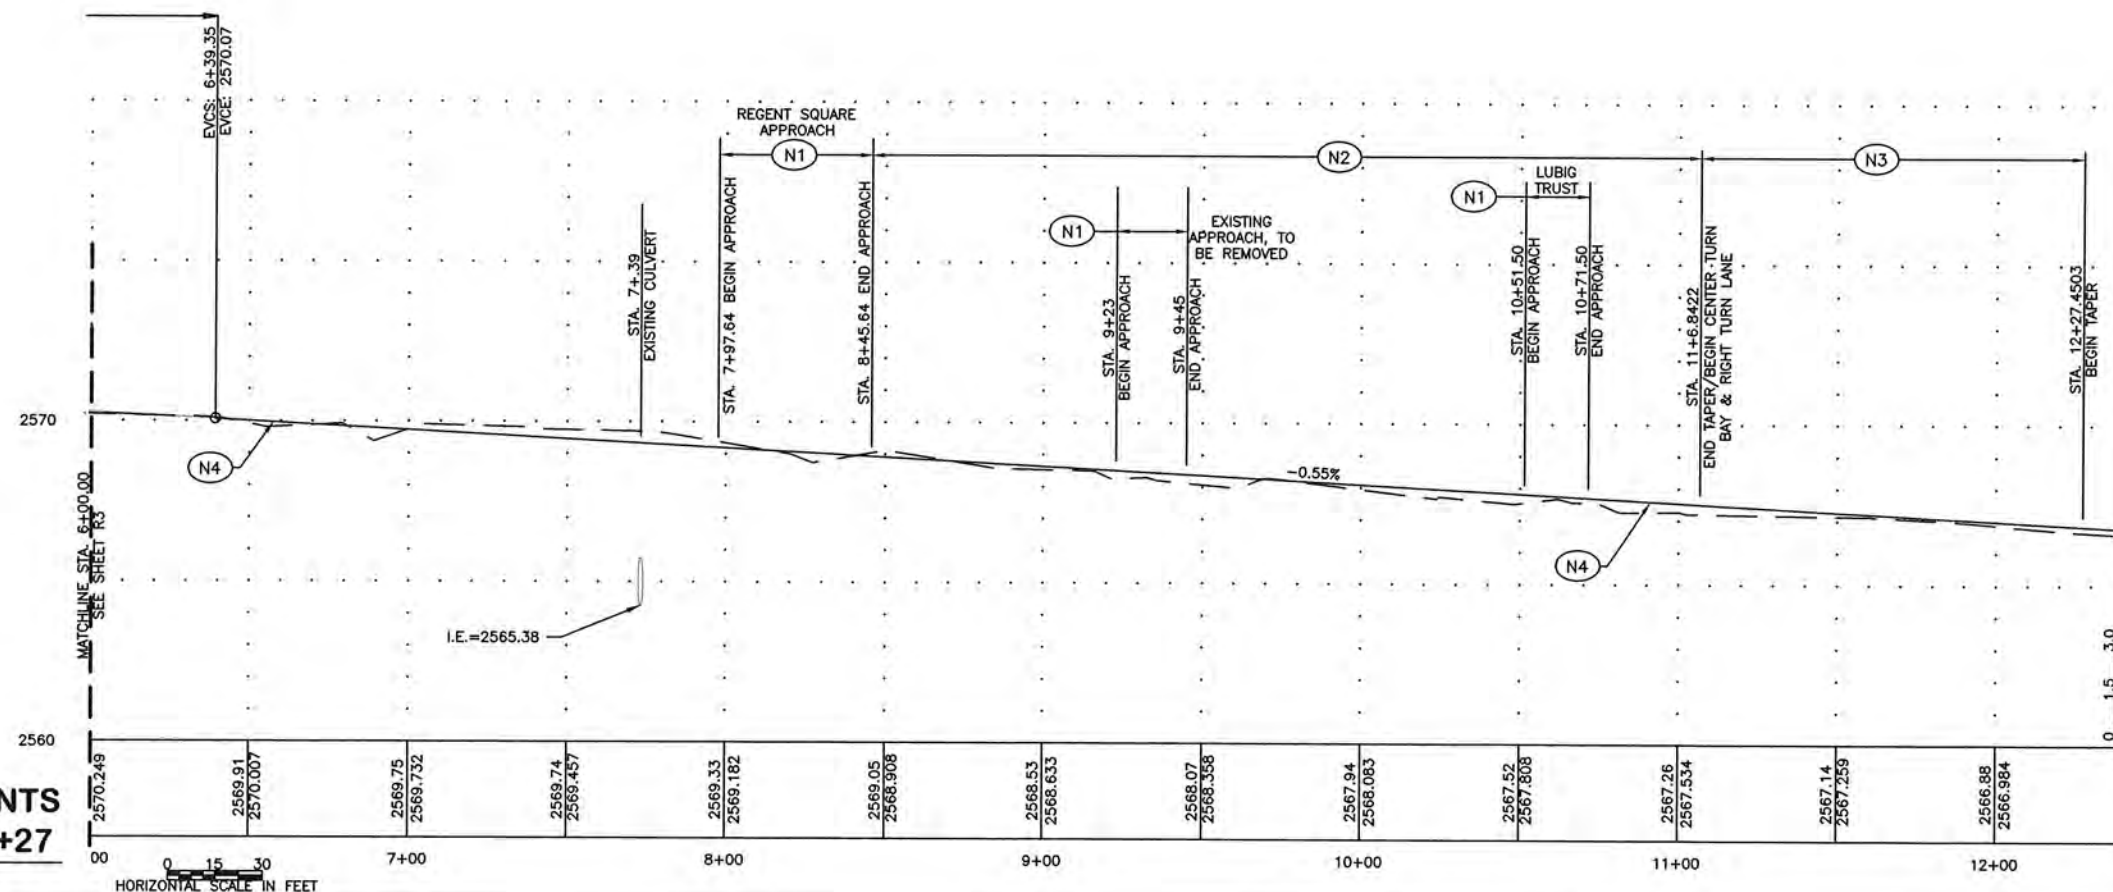 EVCS: 6+39.35
EVCE: 2570.07
REGENT SQUARE
APPROACH
N1
N2
N3
LUBIG
TRUST
N1
N1
EXISTING
APPROACH, TO
BE REMOVED
STA. 7+.39
EXISTING CULVERT
STA. 7+97.64 BEGIN APPROACH
STA. 8+45.64 END APPROACH
STA. 9+23
BEGIN APPROACH
STA. 9+45
END APPROACH
STA. 10+51.50
BEGIN APPROACH
STA. 10+71.50
END APPROACH
STA. 11+6.8422
END TAPER/BEGIN CENTER TURN
BAY & RIGHT TURN LANE
STA. 12+27.4503
BEGIN TAPER
2570
N4
-0.55%
N4
MATCHLINE STA. 6+00.00
SEE SHEET R3
I.E.=2565.38
0 1.5 3.0
2560
2570.249
2569.91
2570.007
2569.75
2569.732
2569.74
2569.457
2569.33
2569.182
2569.05
2568.908
2568.53
2568.633
2568.07
2568.358
2567.94
2568.083
2567.52
2567.808
2567.26
2567.534
2567.14
2567.259
2566.88
2566.984
NTS
+27
00
7+00
8+00
9+00
10+00
11+00
12+00
0 15 30
HORIZONTAL SCALE IN FEET